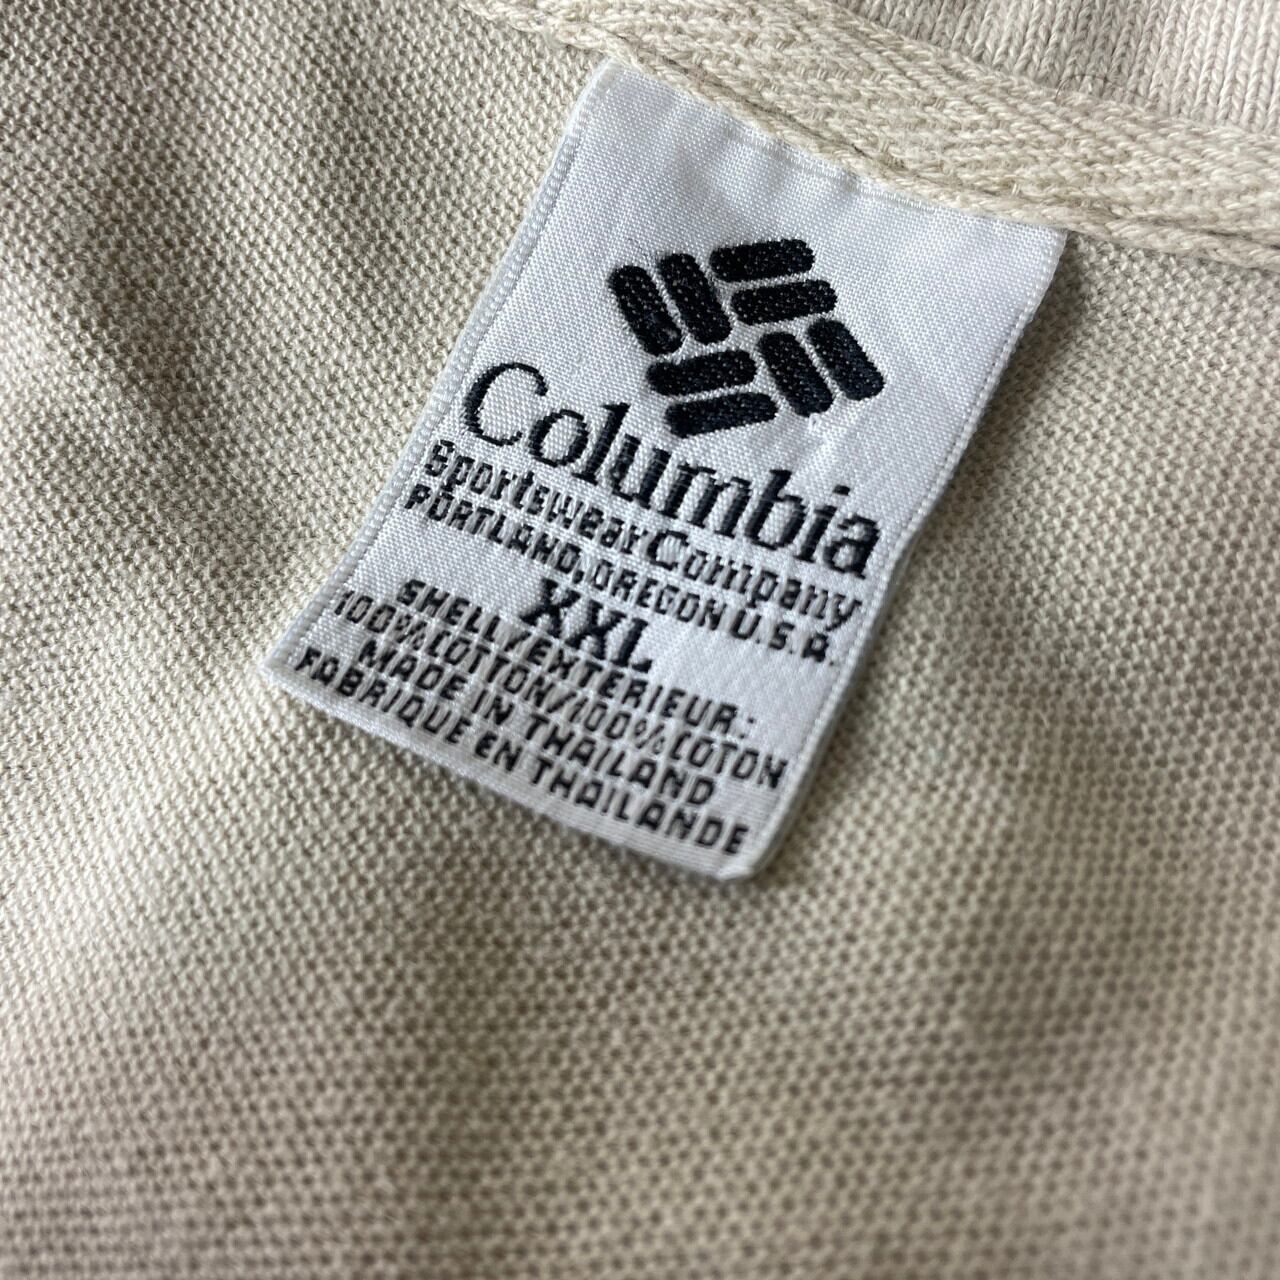 Columbia
Sportswear Company
PORTLAND, OREGON U.S.A.
XXL
SHELL/EXTERIEUR:
100% COTTON/100% COTON
MADE IN THAILAND
FABRIQUE EN THAILANDE